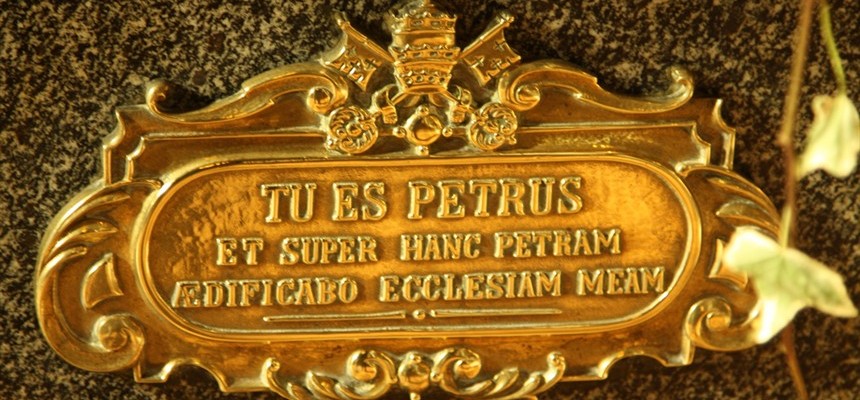 TU ES PETRUS
ET SUPER HANC PETRAM
ÆDIFICABO ECCLESIAM MEAM